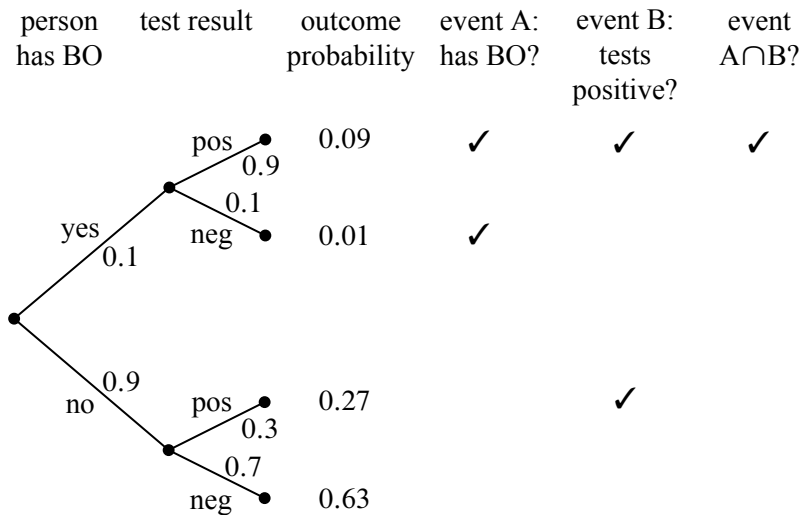 person test result outcome event A: event B: event
has BO probability has BO? tests A∩B?
positive?
pos 0.09 ✓ ✓ ✓
0.9
0.1
yes neg 0.01 ✓
0.1
0.9
no pos 0.27 ✓
0.3
0.7
neg 0.63